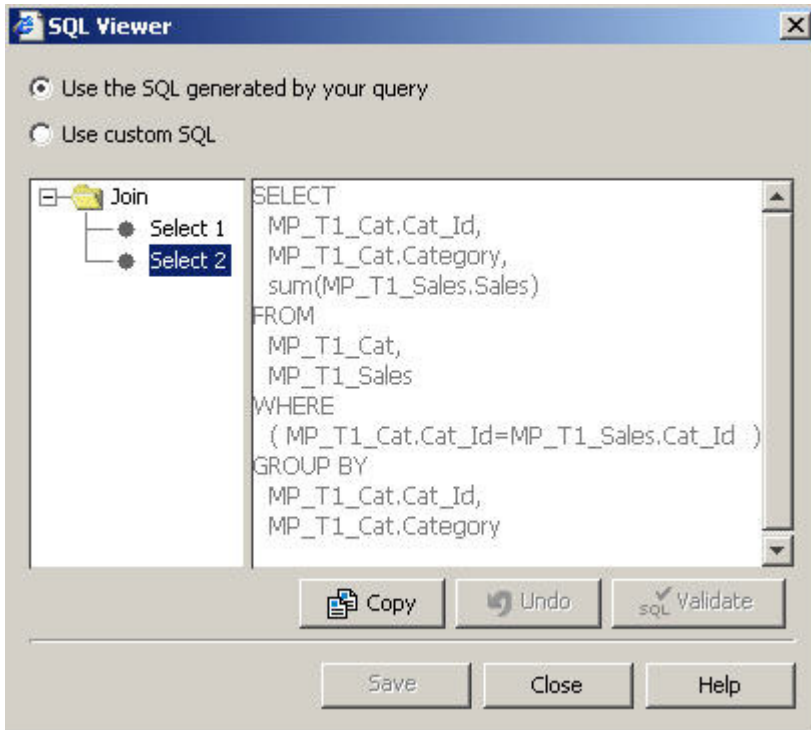 SQL Viewer
Use the SQL generated by your query
Use custom SQL
Join
Select 1
Select 2
SELECT
MP_T1_Cat.Cat_Id,
MP_T1_Cat.Category,
sum(MP_T1_Sales.Sales)
FROM
MP_T1_Cat,
MP_T1_Sales
WHERE
( MP_T1_Cat.Cat_Id=MP_T1_Sales.Cat_Id )
GROUP BY
MP_T1_Cat.Cat_Id,
MP_T1_Cat.Category
Copy
Undo
SQL Validate
Save
Close
Help